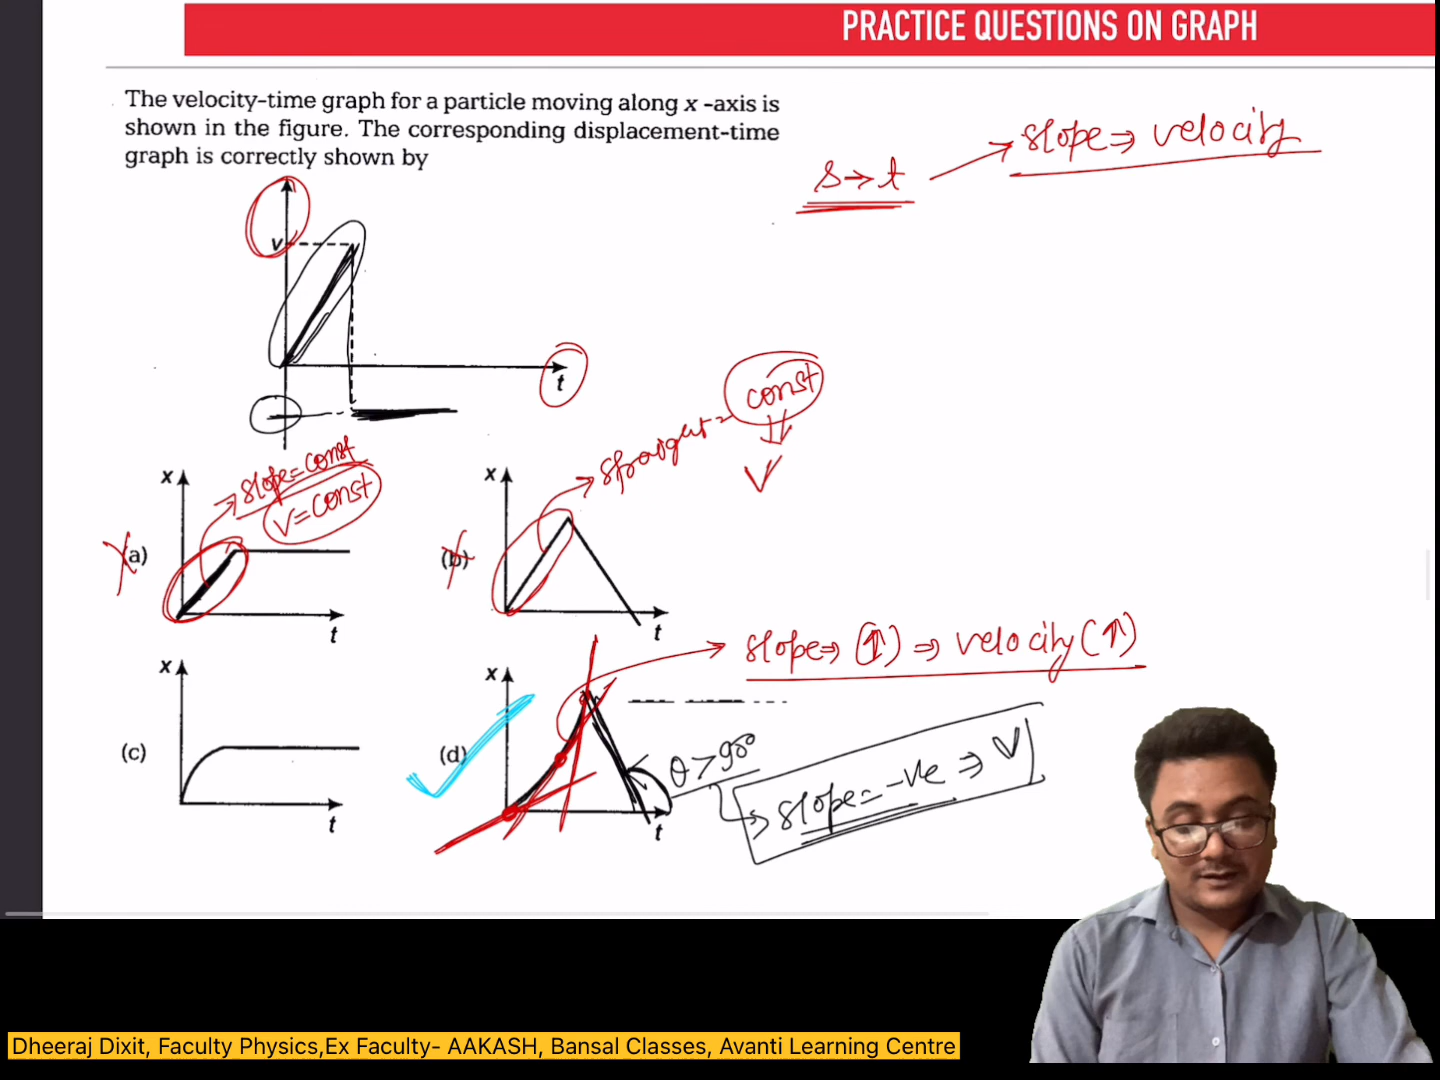 PRACTICE QUESTIONS ON GRAPH
The velocity-time graph for a particle moving along x -axis is
shown in the figure. The corresponding displacement-time
graph is correctly shown by
s→t
slope⇒ velocity
v
t
x
slope=const
v=const
(a)
t
x
straight=
const
⇓
V
(b)
t
x
(c)
t
x
(d)
t
slope⇒ (↑) ⇒ velocity(↑)
θ>90°
slope=-ve ⇒ V
Dheeraj Dixit, Faculty Physics,Ex Faculty- AAKASH, Bansal Classes, Avanti Learning Centre